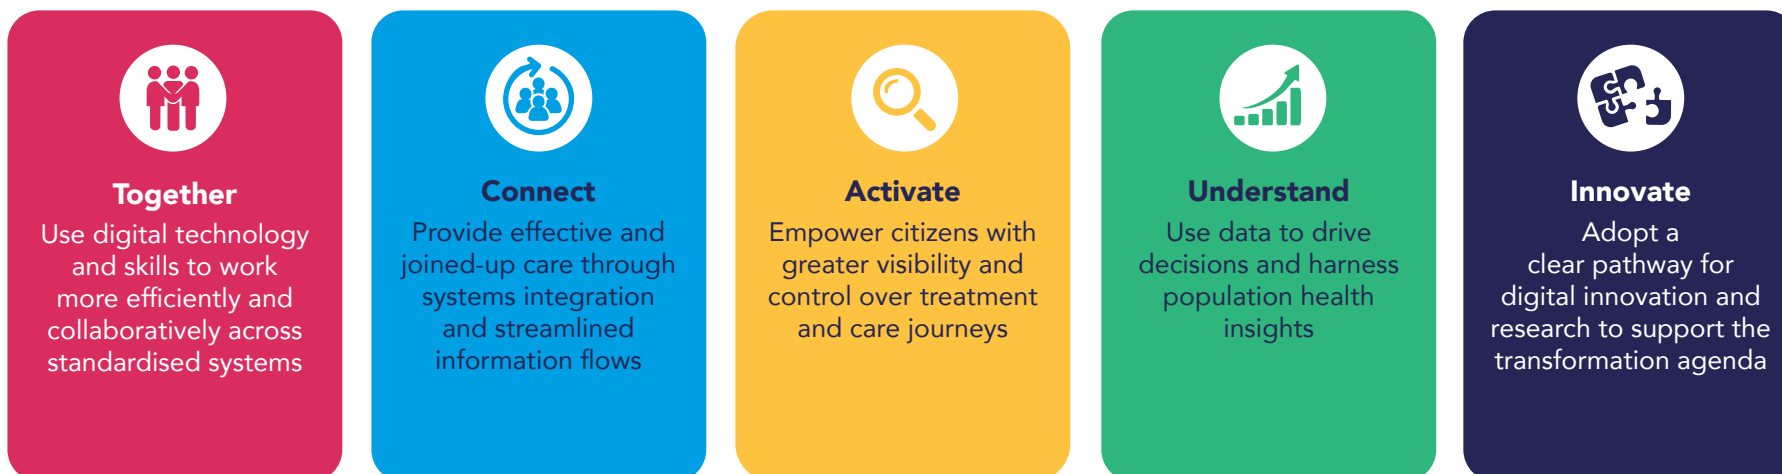 Together
Use digital technology
and skills to work
more efficiently and
collaboratively across
standardised systems
Connect
Provide effective and
joined-up care through
systems integration
and streamlined
information flows
Activate
Empower citizens with
greater visibility and
control over treatment
and care journeys
Understand
Use data to drive
decisions and harness
population health
insights
Innovate
Adopt a
clear pathway for
digital innovation and
research to support the
transformation agenda